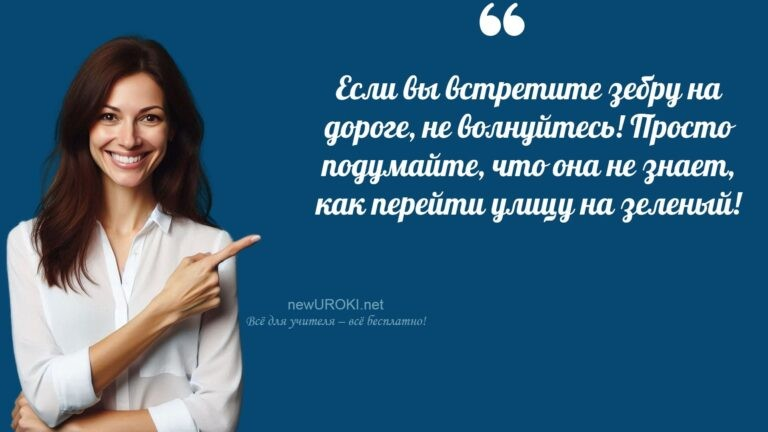 Если вы встретите зебру на
дороге, не волнуйтесь! Просто
подумайте, что она не знает,
как перейти улицу на зеленый!
newUROKI.net
Всё для учителя – всё бесплатно!